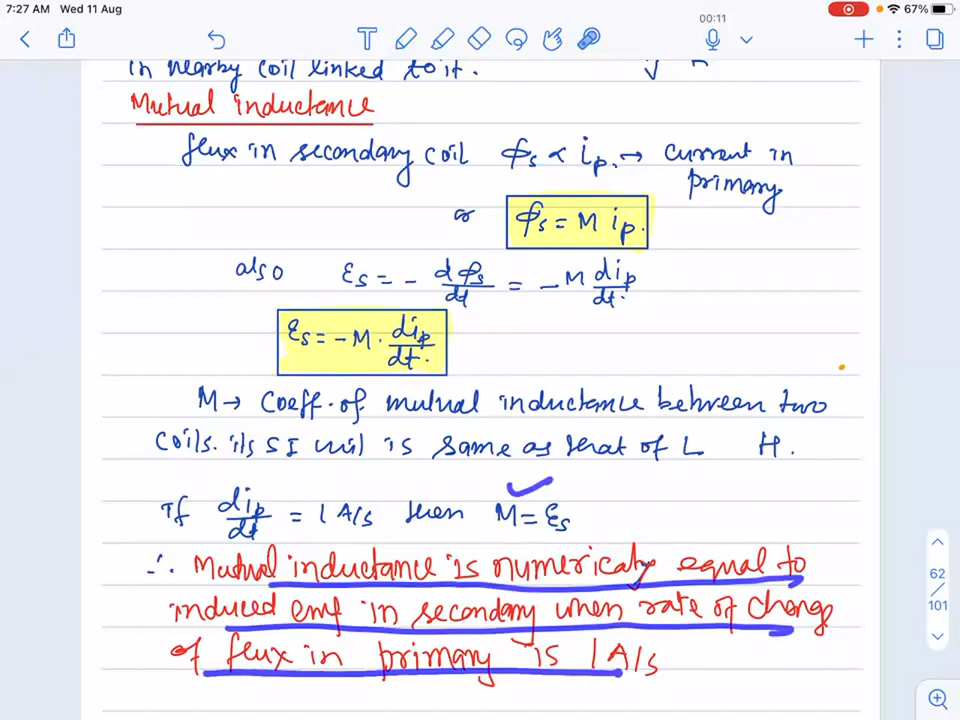 7:27 AM Wed 11 Aug
67%
00:11
in nearby coil linked to it.
Mutual inductance
flux in secondary coil ϕs ∝ ip → current in
primary
or ϕs = M ip.
also εs = - dϕs/dt = -M dip/dt
εs = -M · dip/dt
M → Coeff. of mutual inductance between two
coils. its SI unit is same as that of L H.
If dip/dt = 1 A/s then M = εs
∴ Mutual inductance is numerically equal to
induced emf in secondary when rate of change
of flux in primary is 1A/s
62
/
101